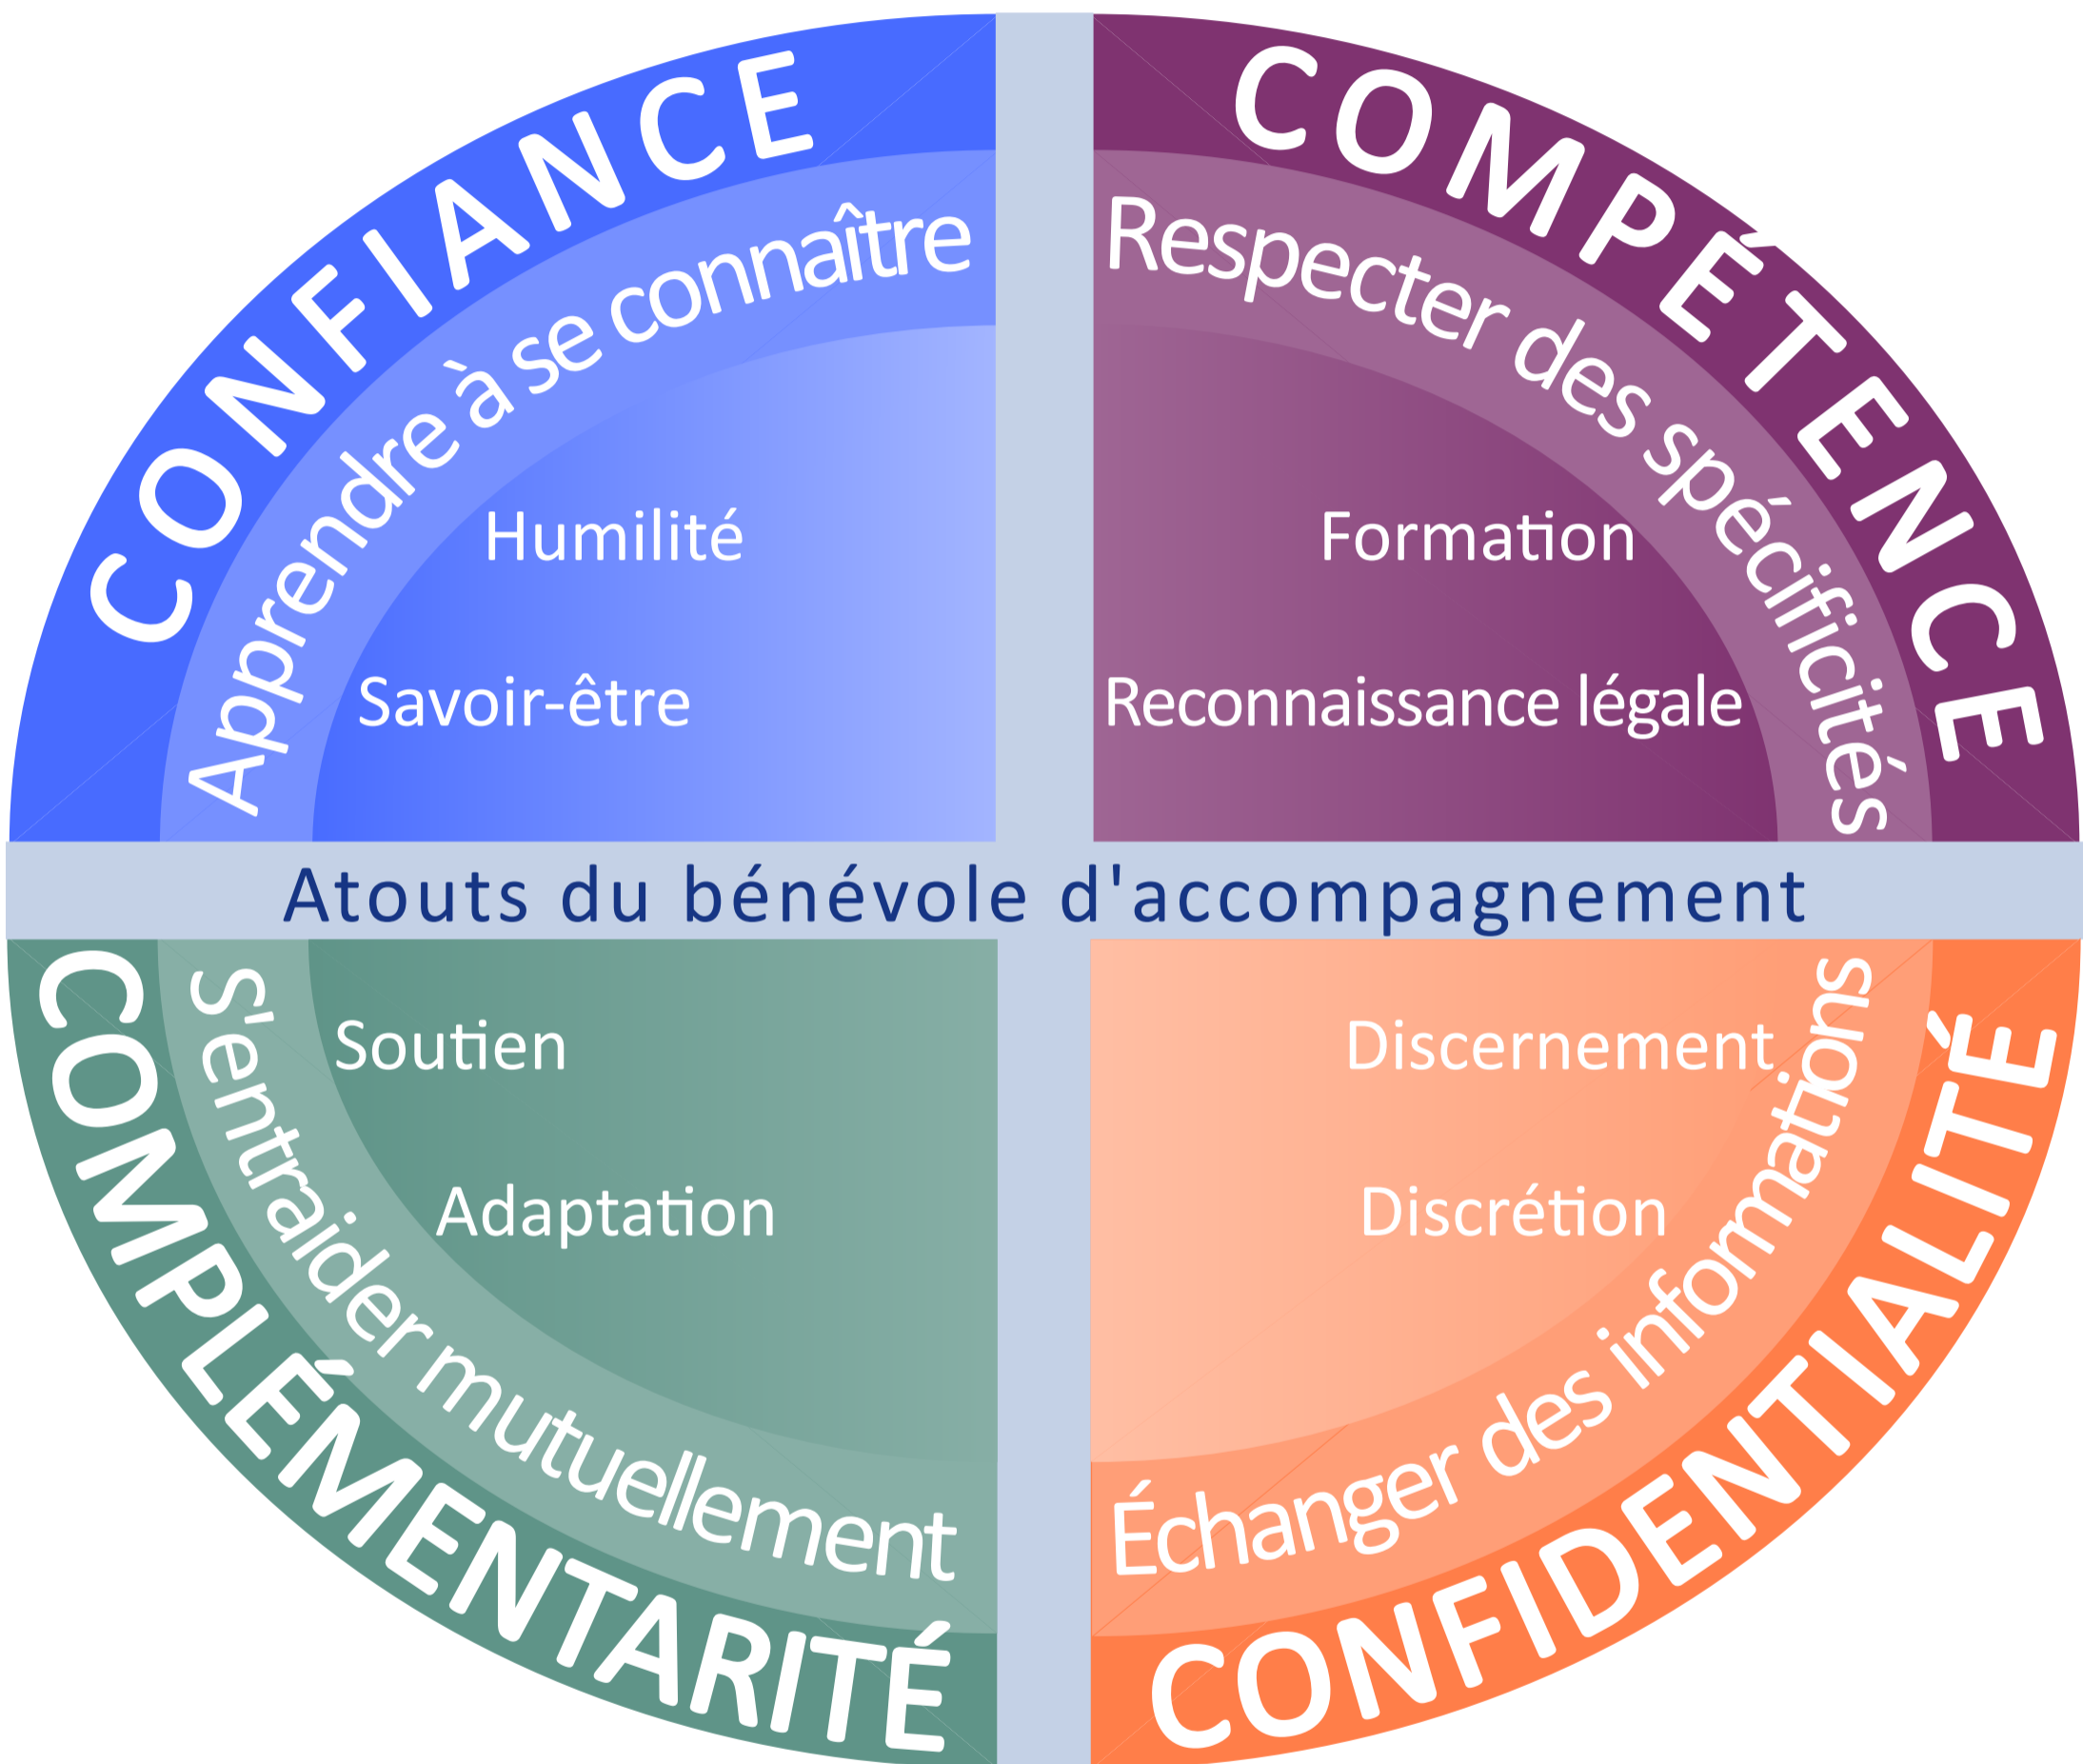 CONFIANCE
Apprendre à se connaître
Humilité
Savoir-être
COMPÉTENCE
Respecter des spécificités
Formation
Reconnaissance légale
Atouts du bénévole d'accompagnement
COMPLÉMENTARITÉ
S'entraider mutuellement
Soutien
Adaptation
CONFIDENTIALITÉ
Échanger des informations
Discernement
Discrétion